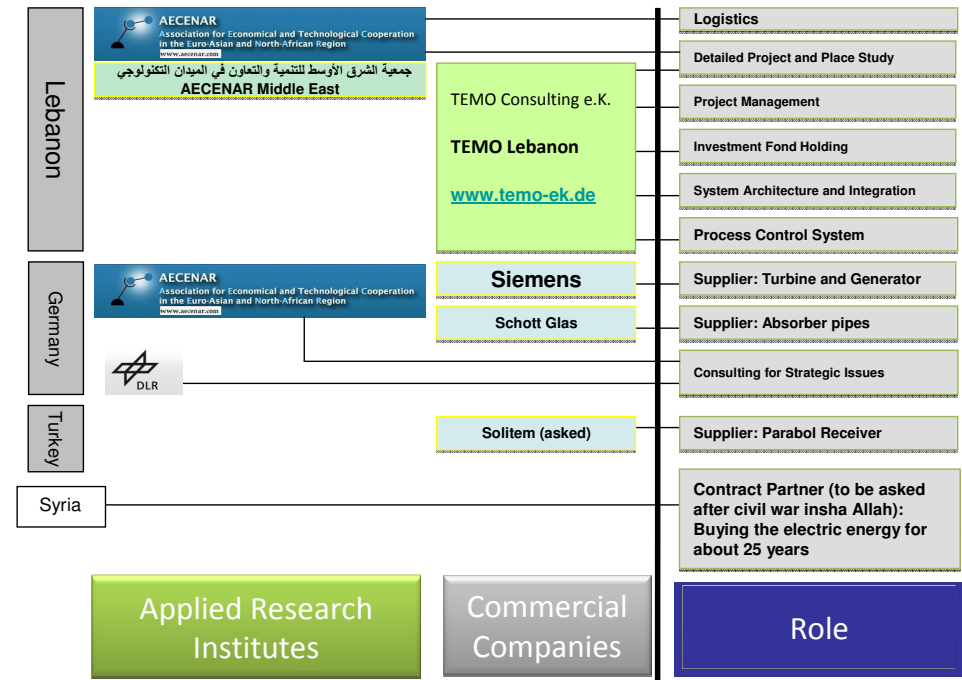 Lebanon
AECENAR
Association for Economical and Technological Cooperation
in the Euro-Asian and North-African Region
www.aecenar.com
جمعية الشرق الأوسط للتنمية والتعاون في الميدان التكنولوجي
AECENAR Middle East
TEMO Consulting e.K.
TEMO Lebanon
www.temo-ek.de
Logistics
Detailed Project and Place Study
Project Management
Investment Fond Holding
System Architecture and Integration
Process Control System
Germany
AECENAR
Association for Economical and Technological Cooperation
in the Euro-Asian and North-African Region
www.aecenar.com
DLR
Siemens
Schott Glas
Supplier: Turbine and Generator
Supplier: Absorber pipes
Consulting for Strategic Issues
Turkey
Solitem (asked)
Supplier: Parabol Receiver
Syria
Contract Partner (to be asked
after civil war insha Allah):
Buying the electric energy for
about 25 years
Applied Research
Institutes
Commercial
Companies
Role